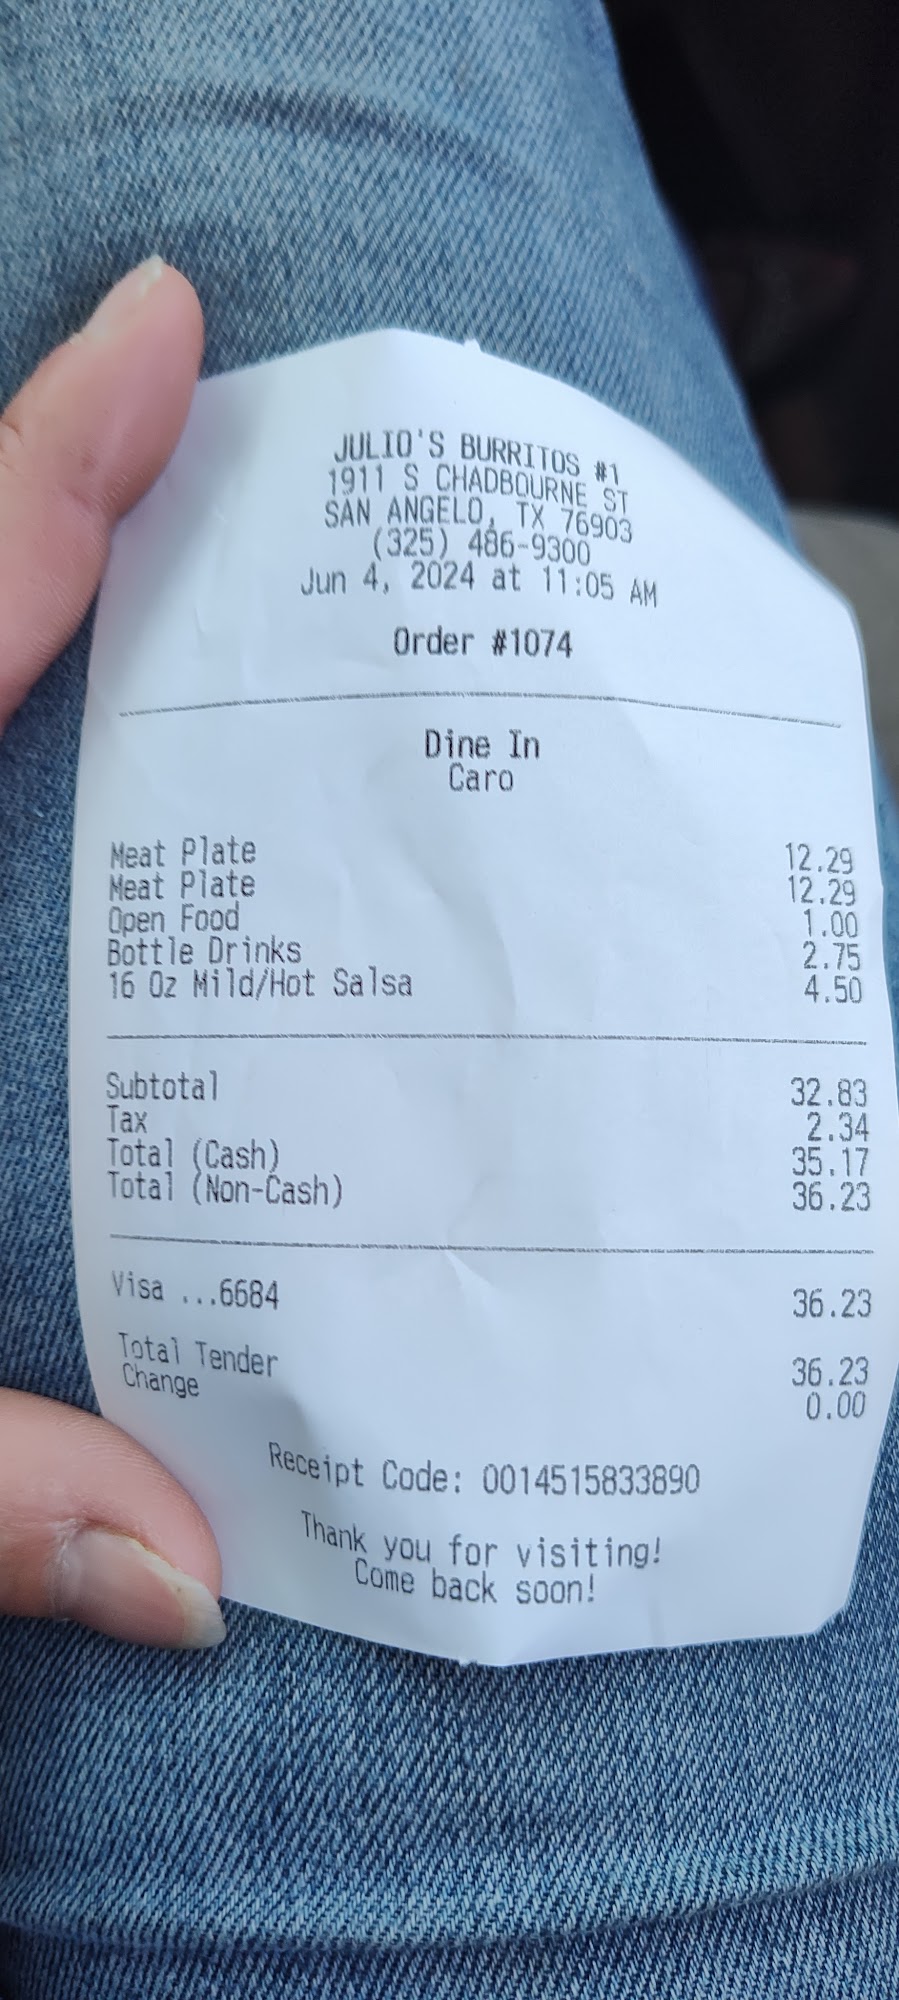 JULIO'S BURRITOS #1
1911 S CHADBOURNE ST
SAN ANGELO, TX 76903
(325) 486-9300
Jun 4, 2024 at 11:05 AM
Order #1074
Dine In
Caro
Meat Plate 12.29
Meat Plate 12.29
Open Food 1.00
Bottle Drinks 2.75
16 Oz Mild/Hot Salsa 4.50
Subtotal 32.83
Tax 2.34
Total (Cash) 35.17
Total (Non-Cash) 36.23
Visa ...6684 36.23
Total Tender 36.23
Change 0.00
Receipt Code: 0014515833890
Thank you for visiting!
Come back soon!